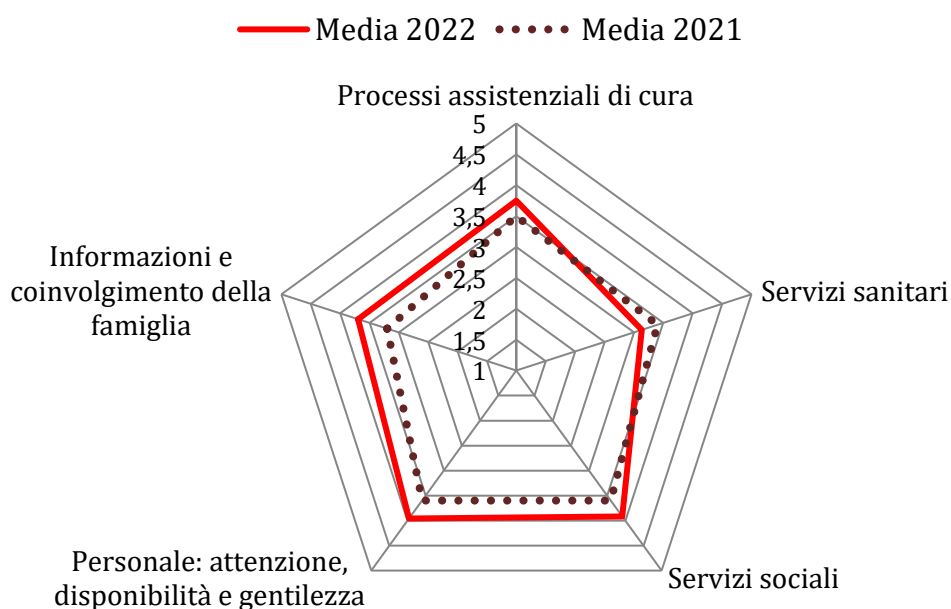 Media 2022
Media 2021
Processi assistenziali di cura
5
4,5
4
3,5
3
2,5
2
1,5
1
Servizi sanitari
Servizi sociali
Personale: attenzione,
disponibilità e gentilezza
Informazioni e
coinvolgimento della
famiglia